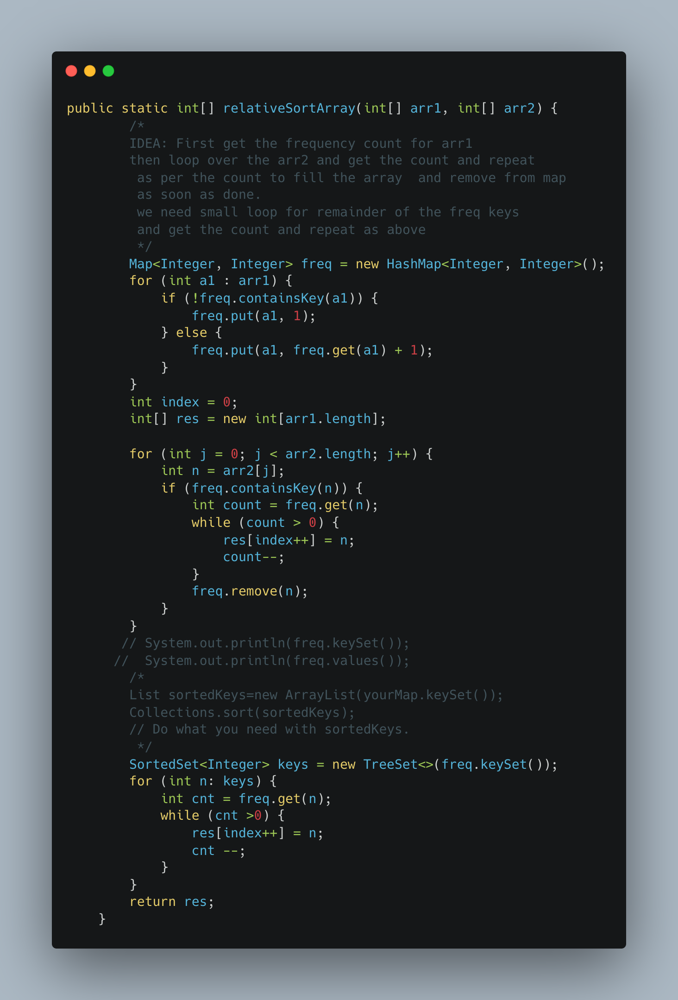 public static int[] relativeSortArray(int[] arr1, int[] arr2) {
        /*
        IDEA: First get the frequency count for arr1
        then loop over the arr2 and get the count and repeat
         as per the count to fill the array  and remove from map
         as soon as done.
         we need small loop for remainder of the freq keys
         and get the count and repeat as above
         */
        Map<Integer, Integer> freq = new HashMap<Integer, Integer>();
        for (int a1 : arr1) {
            if (!freq.containsKey(a1)) {
                freq.put(a1, 1);
            } else {
                freq.put(a1, freq.get(a1) + 1);
            }
        }
        int index = 0;
        int[] res = new int[arr1.length];

        for (int j = 0; j < arr2.length; j++) {
            int n = arr2[j];
            if (freq.containsKey(n)) {
                int count = freq.get(n);
                while (count > 0) {
                    res[index++] = n;
                    count--;
                }
                freq.remove(n);
            }
        }
       // System.out.println(freq.keySet());
      //  System.out.println(freq.values());
        /*
        List sortedKeys=new ArrayList(yourMap.keySet());
        Collections.sort(sortedKeys);
        // Do what you need with sortedKeys.
         */
        SortedSet<Integer> keys = new TreeSet<>(freq.keySet());
        for (int n: keys) {
            int cnt = freq.get(n);
            while (cnt >0) {
                res[index++] = n;
                cnt --;
            }
        }
        return res;
    }